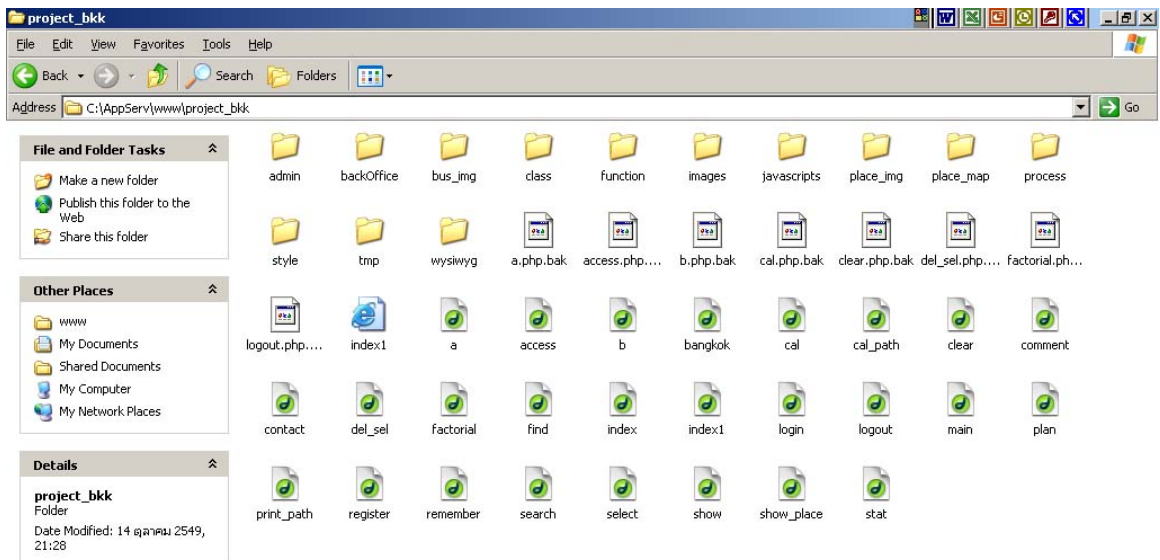 project_bkk
File Edit View Favorites Tools Help
Back Search Folders
Address C:\AppServ\www\project_bkk Go
File and Folder Tasks
Make a new folder
Publish this folder to the
Web
Share this folder
Other Places
www
My Documents
Shared Documents
My Computer
My Network Places
Details
project_bkk
Folder
Date Modified: 14 ตุลาคม 2549,
21:28
admin backOffice bus_img class function images javascripts place_img place_map process
style tmp wysiwyg a.php.bak access.php.... b.php.bak cal.php.bak clear.php.bak del_sel.php.... factorial.ph...
logout.php.... index1 a access b bangkok cal cal_path clear comment
contact del_sel factorial find index index1 login logout main plan
print_path register remember search select show show_place stat